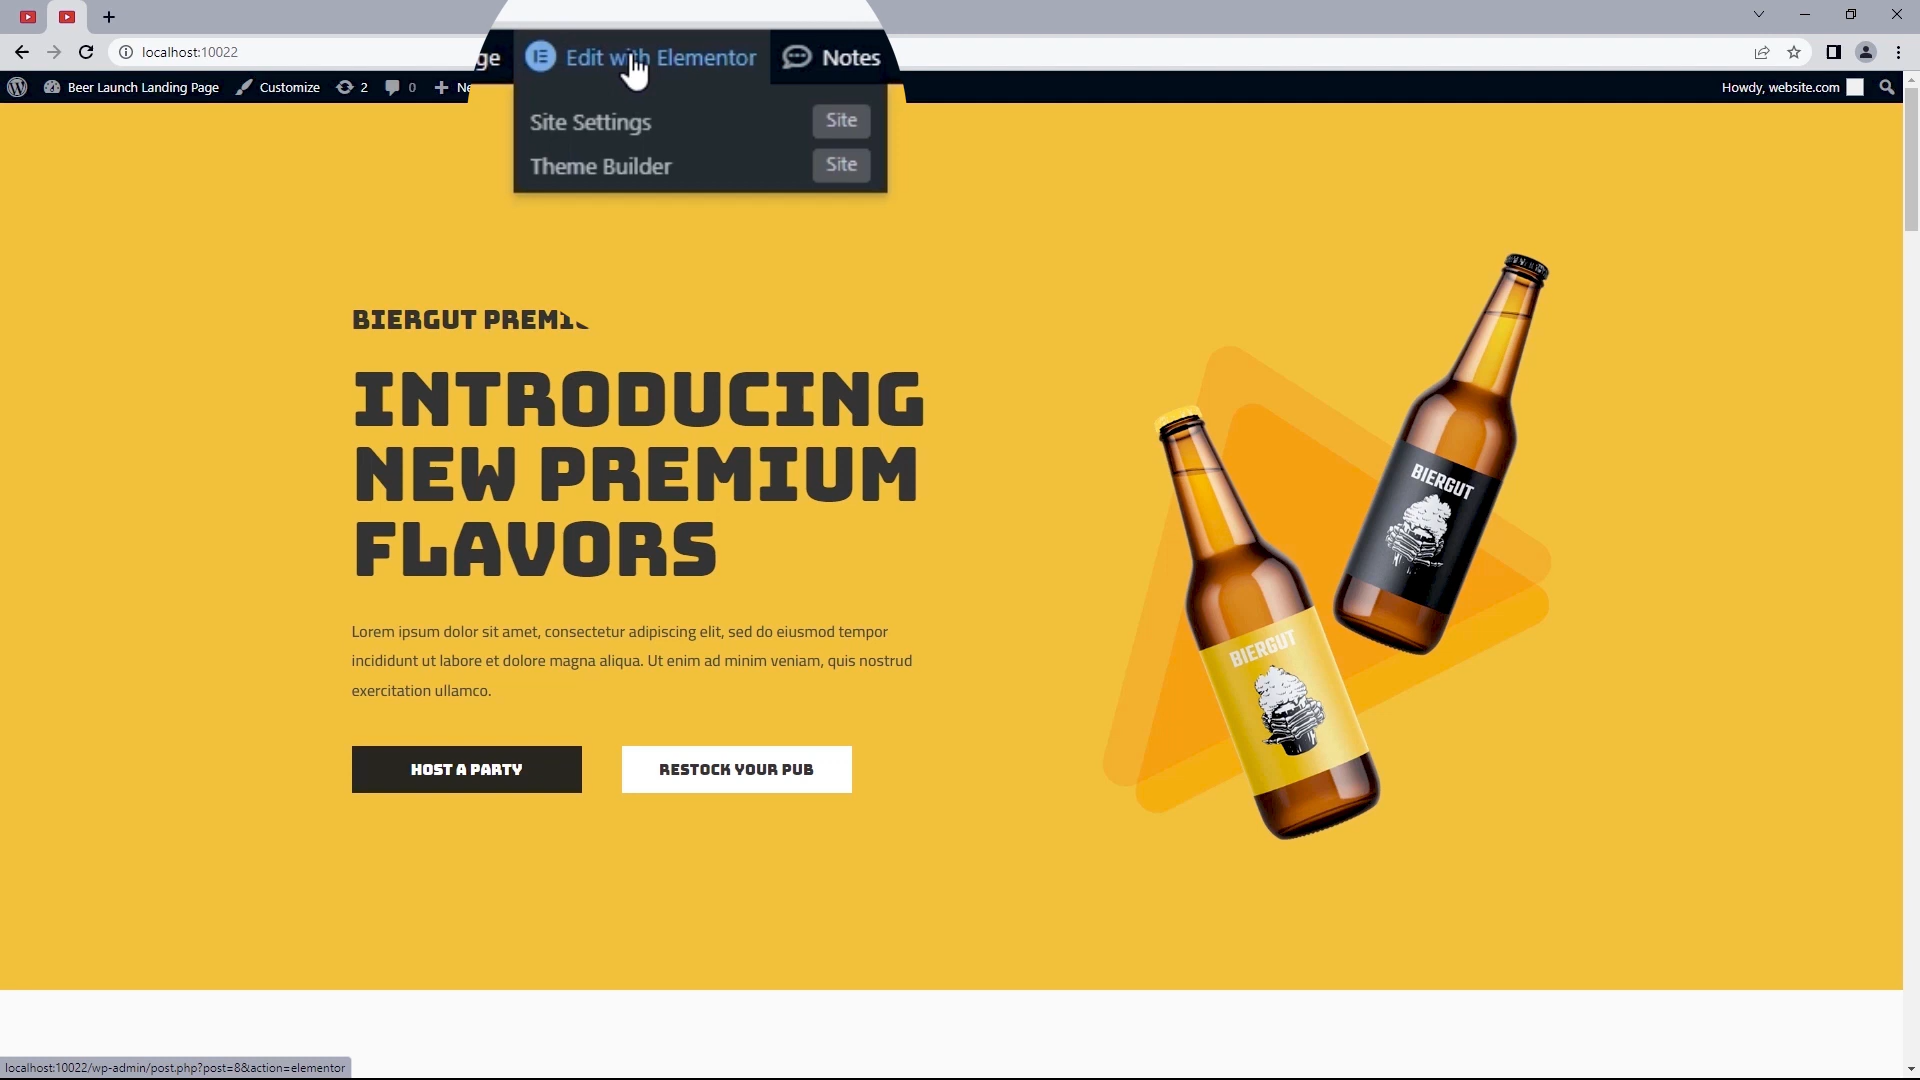 localhost:10022
Beer Launch Landing Page Customize 2 0 Edit with Elementor Notes Howdy, website.com
Site Settings Site
Theme Builder Site
BIERGUT
INTRODUCING
NEW PREMIUM
FLAVORS
BIERGUT
BIERGUT
Lorem ipsum dolor sit amet, consectetur adipiscing elit, sed do eiusmod tempor
incididunt ut labore et dolore magna aliqua. Ut enim ad minim veniam, quis nostrud
exercitation ullamco.
HOST A PARTY
RESTOCK YOUR PUB
localhost:10022/wp-admin/post.php?post=8&action=elementor